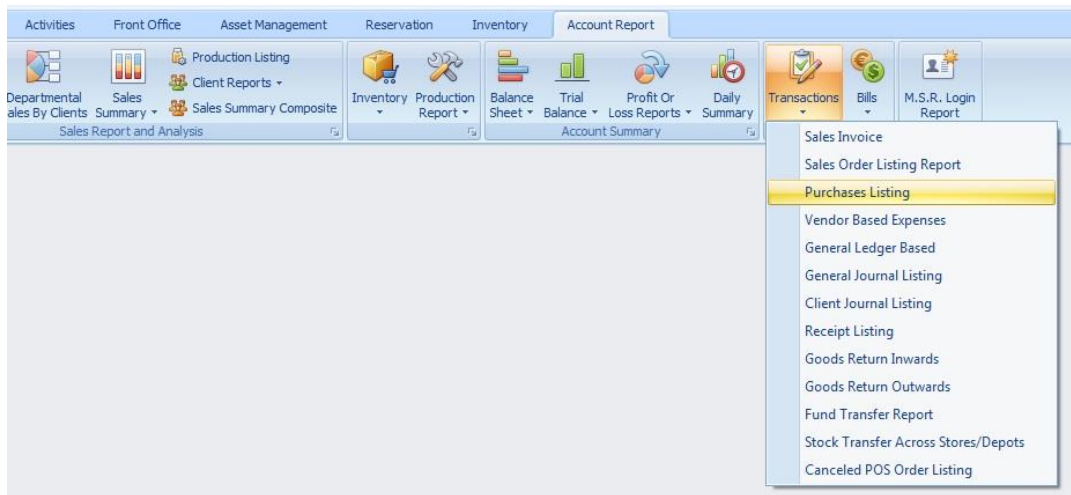 Activities Front Office Asset Management Reservation Inventory Account Report
Production Listing
Client Reports
Sales Summary Composite
Departmental
ales By Clients
Sales
Summary
Inventory
Production
Report
Balance
Sheet
Trial
Balance
Profit Or
Loss Reports
Daily
Summary
Transactions
Bills
M.S.R. Login
Report
Sales Report and Analysis
Account Summary
Sales Invoice
Sales Order Listing Report
Purchases Listing
Vendor Based Expenses
General Ledger Based
General Journal Listing
Client Journal Listing
Receipt Listing
Goods Return Inwards
Goods Return Outwards
Fund Transfer Report
Stock Transfer Across Stores/Depots
Canceled POS Order Listing